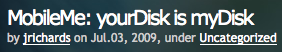 MobileMe: yourDisk is myDisk
by jrichards on Jul.03, 2009, under Uncategorized